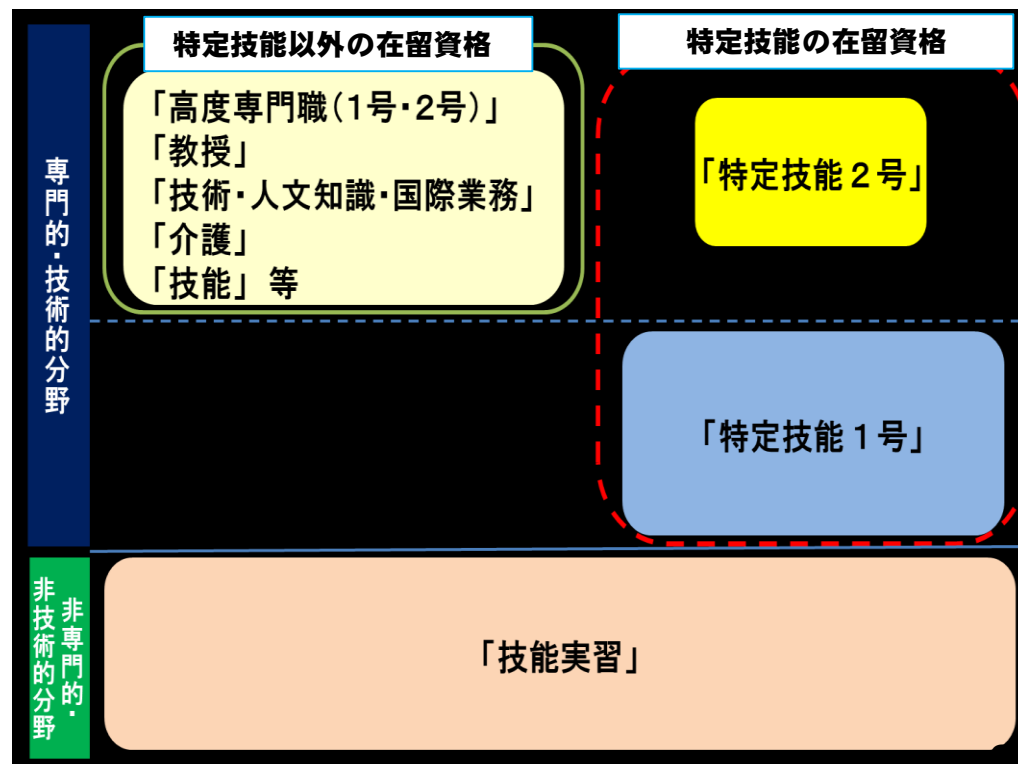 特定技能以外の在留資格
特定技能の在留資格
専門的・技術的分野
「高度専門職(1号・2号)」
「教授」
「技術・人文知識・国際業務」
「介護」
「技能」等
「特定技能２号」
「特定技能１号」
非専門的・
非技術的分野
「技能実習」